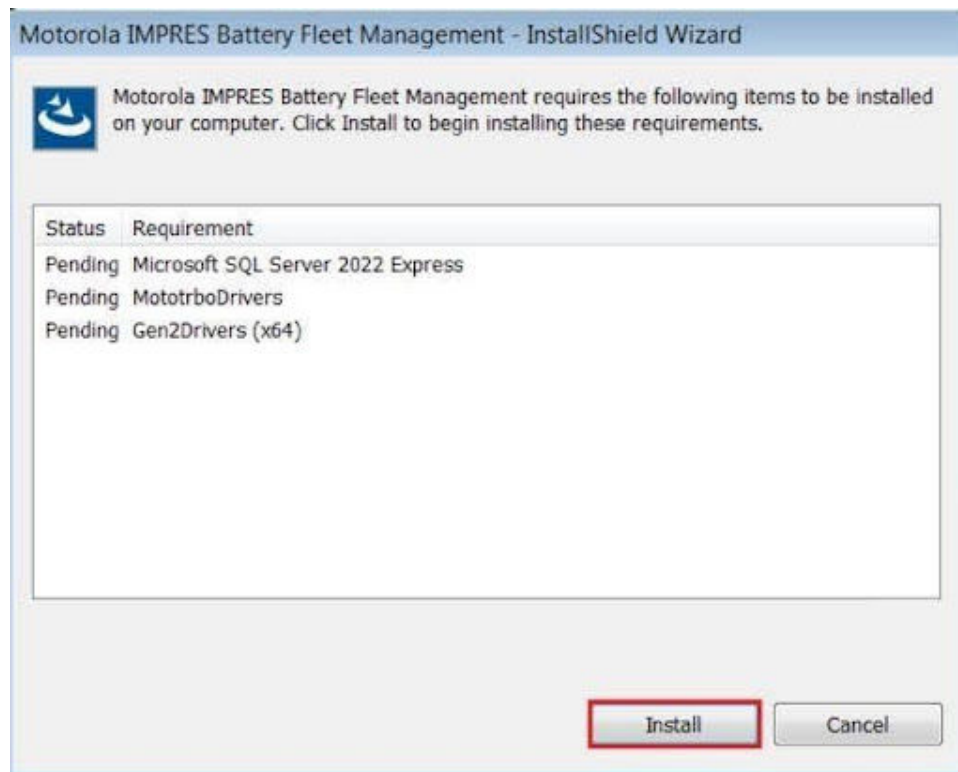 Motorola IMPRES Battery Fleet Management - InstallShield Wizard
Motorola IMPRES Battery Fleet Management requires the following items to be installed
on your computer. Click Install to begin installing these requirements.
Status Requirement
Pending Microsoft SQL Server 2022 Express
Pending MototrboDrivers
Pending Gen2Drivers (x64)
Install Cancel